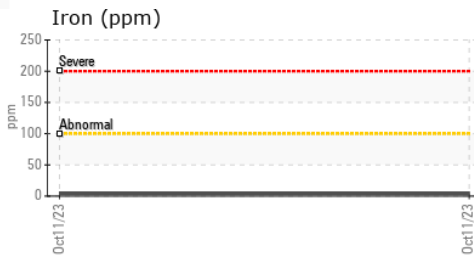 Iron (ppm)
250
Severe
200
150
ppm
Abnormal
100
50
0
Oct11/23
Oct11/23